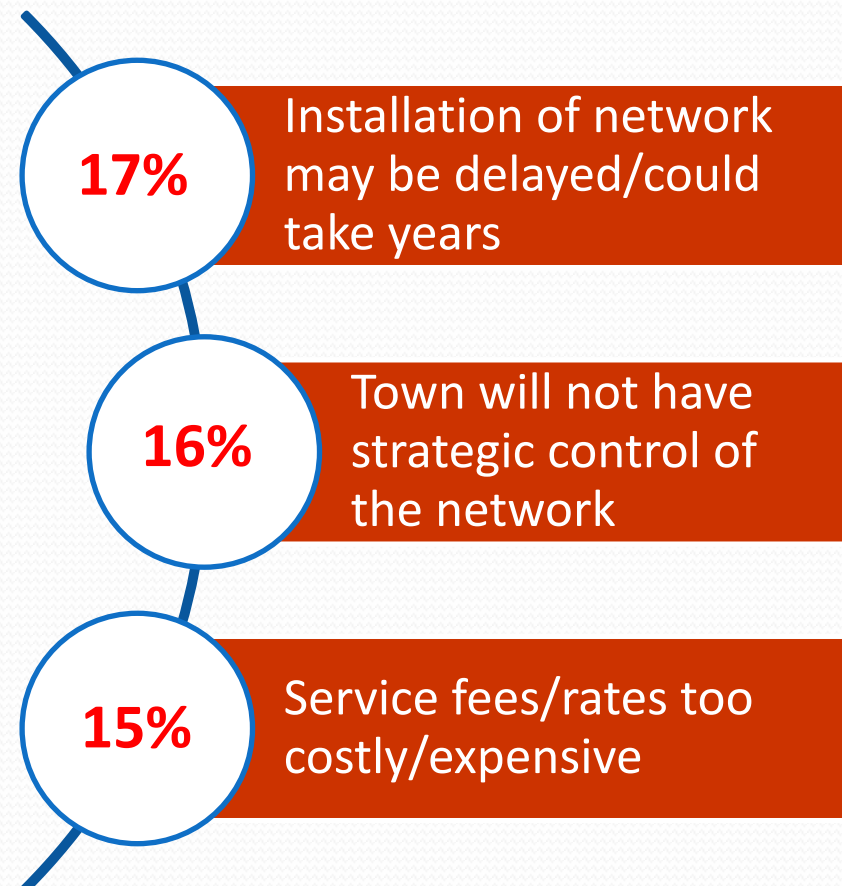 17%
Installation of network
may be delayed/could
take years
16%
Town will not have
strategic control of
the network
15%
Service fees/rates too
costly/expensive